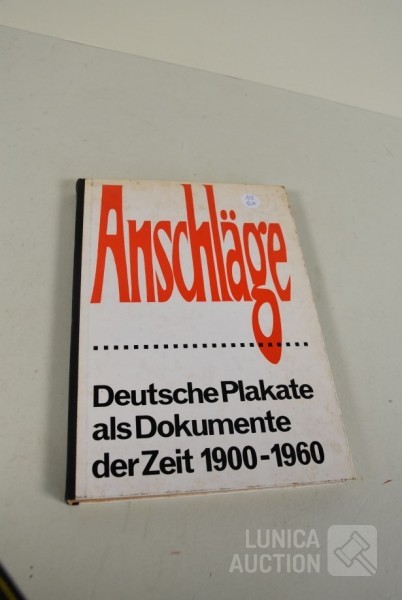 Anschläge
Deutsche Plakate
als Dokumente
der Zeit 1900-1960
LUNICA
AUCTION